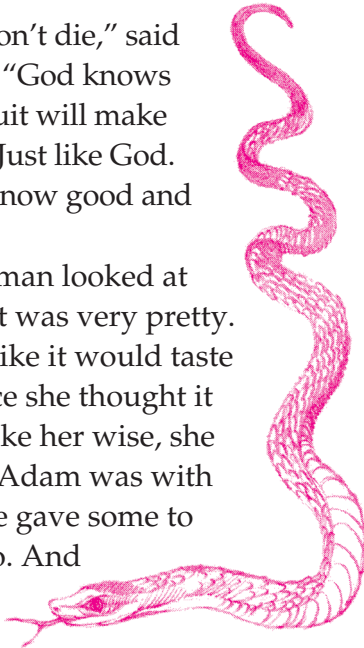 on't die,” said
“God knows
uit will make
Just like God.
now good and
man looked at
t was very pretty.
ike it would taste
ce she thought it
ke her wise, she
Adam was with
e gave some to
o. And